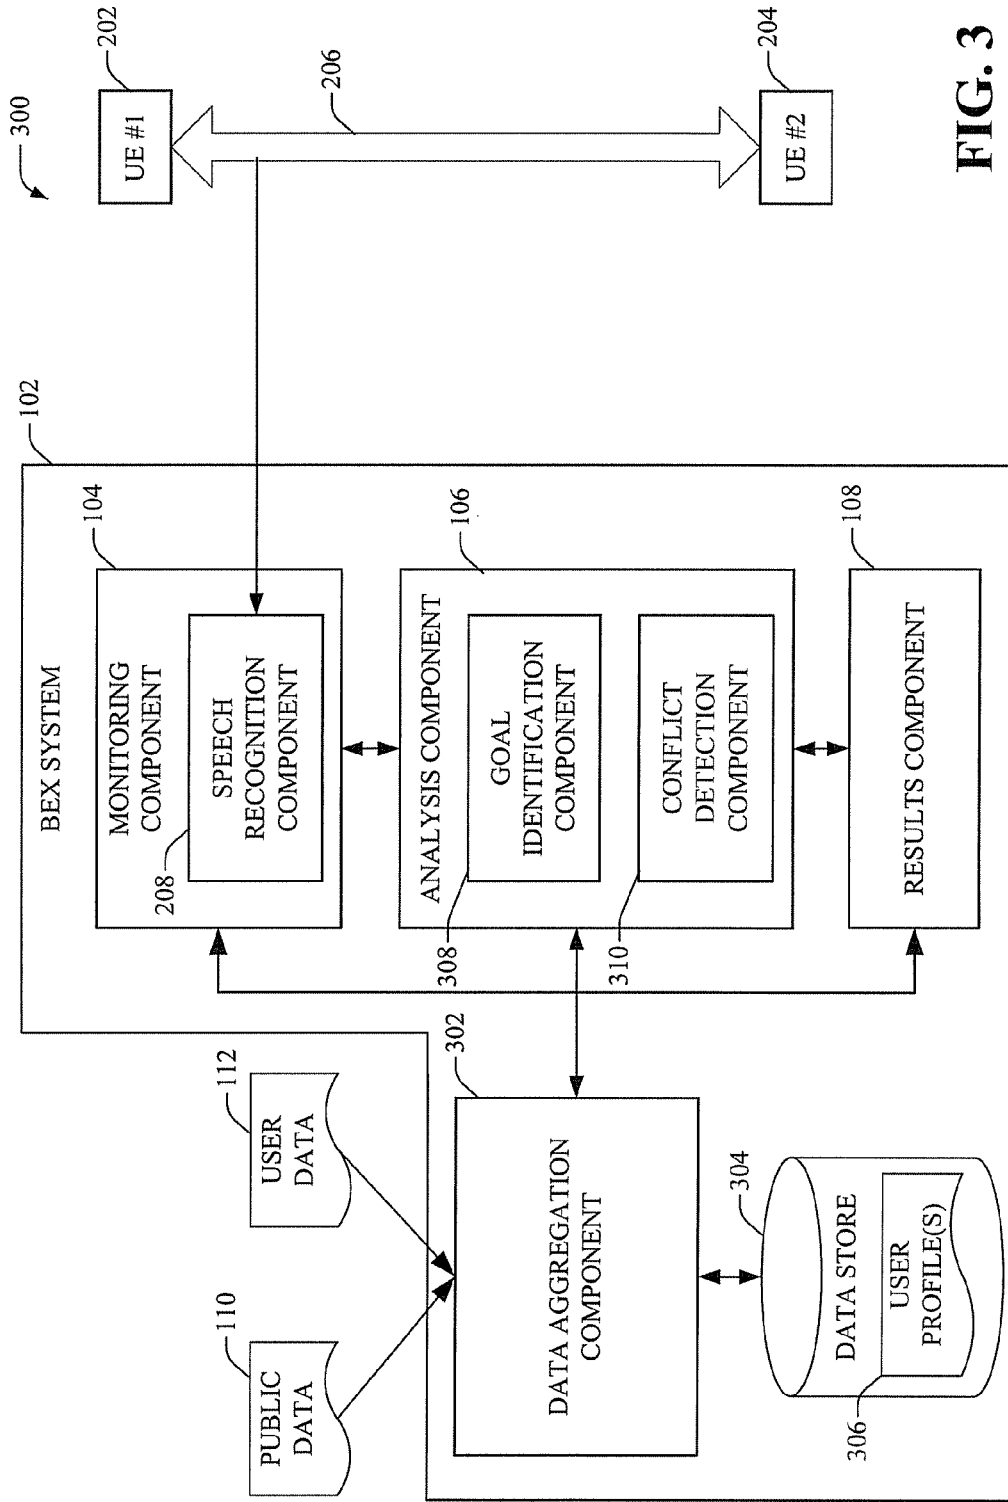 300
UE #1
202
206
UE #2
204
102
BEX SYSTEM
104
MONITORING
COMPONENT
SPEECH
RECOGNITION
COMPONENT
208
106
ANALYSIS COMPONENT
GOAL
IDENTIFICATION
COMPONENT
308
CONFLICT
DETECTION
COMPONENT
310
108
RESULTS COMPONENT
PUBLIC
DATA
110
USER
DATA
112
302
DATA AGGREGATION
COMPONENT
304
DATA STORE
USER
PROFILE(S)
306
FIG. 3